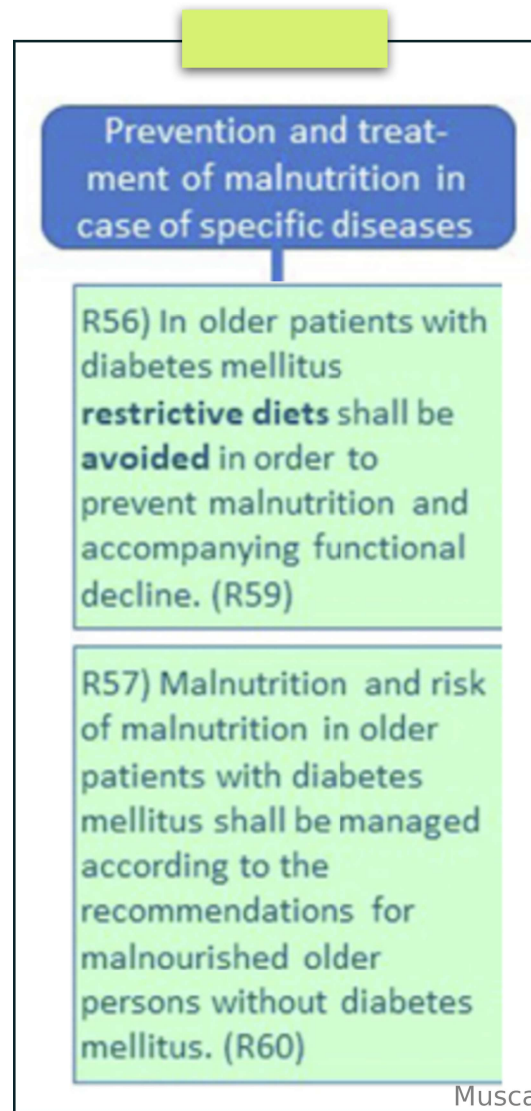 Prevention and treat-
ment of malnutrition in
case of specific diseases
R56) In older patients with
diabetes mellitus
restrictive diets shall be
avoided in order to
prevent malnutrition and
accompanying functional
decline. (R59)
R57) Malnutrition and risk
of malnutrition in older
patients with diabetes
mellitus shall be managed
according to the
recommendations for
malnourished older
persons without diabetes
mellitus. (R60)
Musca